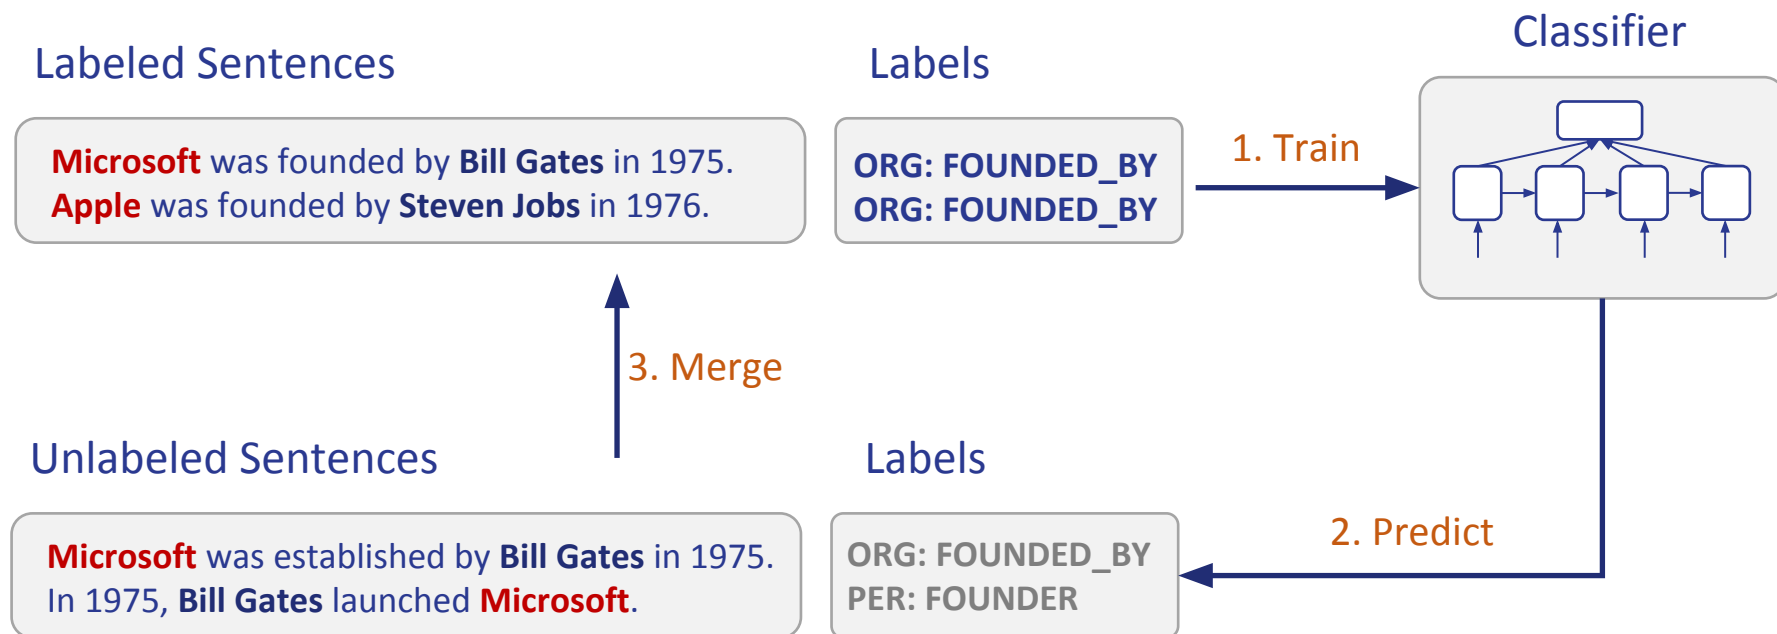 Labeled Sentences
Labels
Classifier
Microsoft was founded by Bill Gates in 1975.
Apple was founded by Steven Jobs in 1976.
ORG: FOUNDED_BY
ORG: FOUNDED_BY
1. Train
3. Merge
Unlabeled Sentences
Labels
2. Predict
Microsoft was established by Bill Gates in 1975.
In 1975, Bill Gates launched Microsoft.
ORG: FOUNDED_BY
PER: FOUNDER